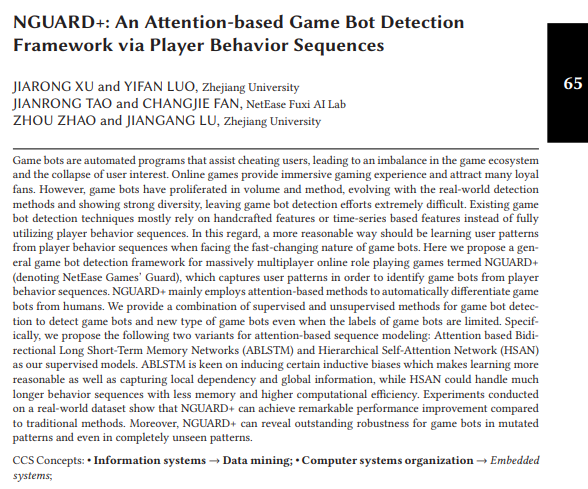 NGUARD+: An Attention-based Game Bot Detection
Framework via Player Behavior Sequences
65
JIARONG XU and YIFAN LUO, Zhejiang University
JIANRONG TAO and CHANGJIE FAN, NetEase Fuxi AI Lab
ZHOU ZHAO and JIANGANG LU, Zhejiang University
Game bots are automated programs that assist cheating users, leading to an imbalance in the game ecosystem
and the collapse of user interest. Online games provide immersive gaming experience and attract many loyal
fans. However, game bots have proliferated in volume and method, evolving with the real-world detection
methods and showing strong diversity, leaving game bot detection efforts extremely difficult. Existing game
bot detection techniques mostly rely on handcrafted features or time-series based features instead of fully
utilizing player behavior sequences. In this regard, a more reasonable way should be learning user patterns
from player behavior sequences when facing the fast-changing nature of game bots. Here we propose a gen-
eral game bot detection framework for massively multiplayer online role playing games termed NGUARD+
(denoting NetEase Games' Guard), which captures user patterns in order to identify game bots from player
behavior sequences. NGUARD+ mainly employs attention-based methods to automatically differentiate game
bots from humans. We provide a combination of supervised and unsupervised methods for game bot detec-
tion to detect game bots and new type of game bots even when the labels of game bots are limited. Specif-
ically, we propose the following two variants for attention-based sequence modeling: Attention based Bidi-
rectional Long Short-Term Memory Networks (ABLSTM) and Hierarchical Self-Attention Network (HSAN)
as our supervised models. ABLSTM is keen on inducing certain inductive biases which makes learning more
reasonable as well as capturing local dependency and global information, while HSAN could handle much
longer behavior sequences with less memory and higher computational efficiency. Experiments conducted
on a real-world dataset show that NGUARD+ can achieve remarkable performance improvement compared
to traditional methods. Moreover, NGUARD+ can reveal outstanding robustness for game bots in mutated
patterns and even in completely unseen patterns.
CCS Concepts: • Information systems → Data mining; • Computer systems organization → Embedded
systems;